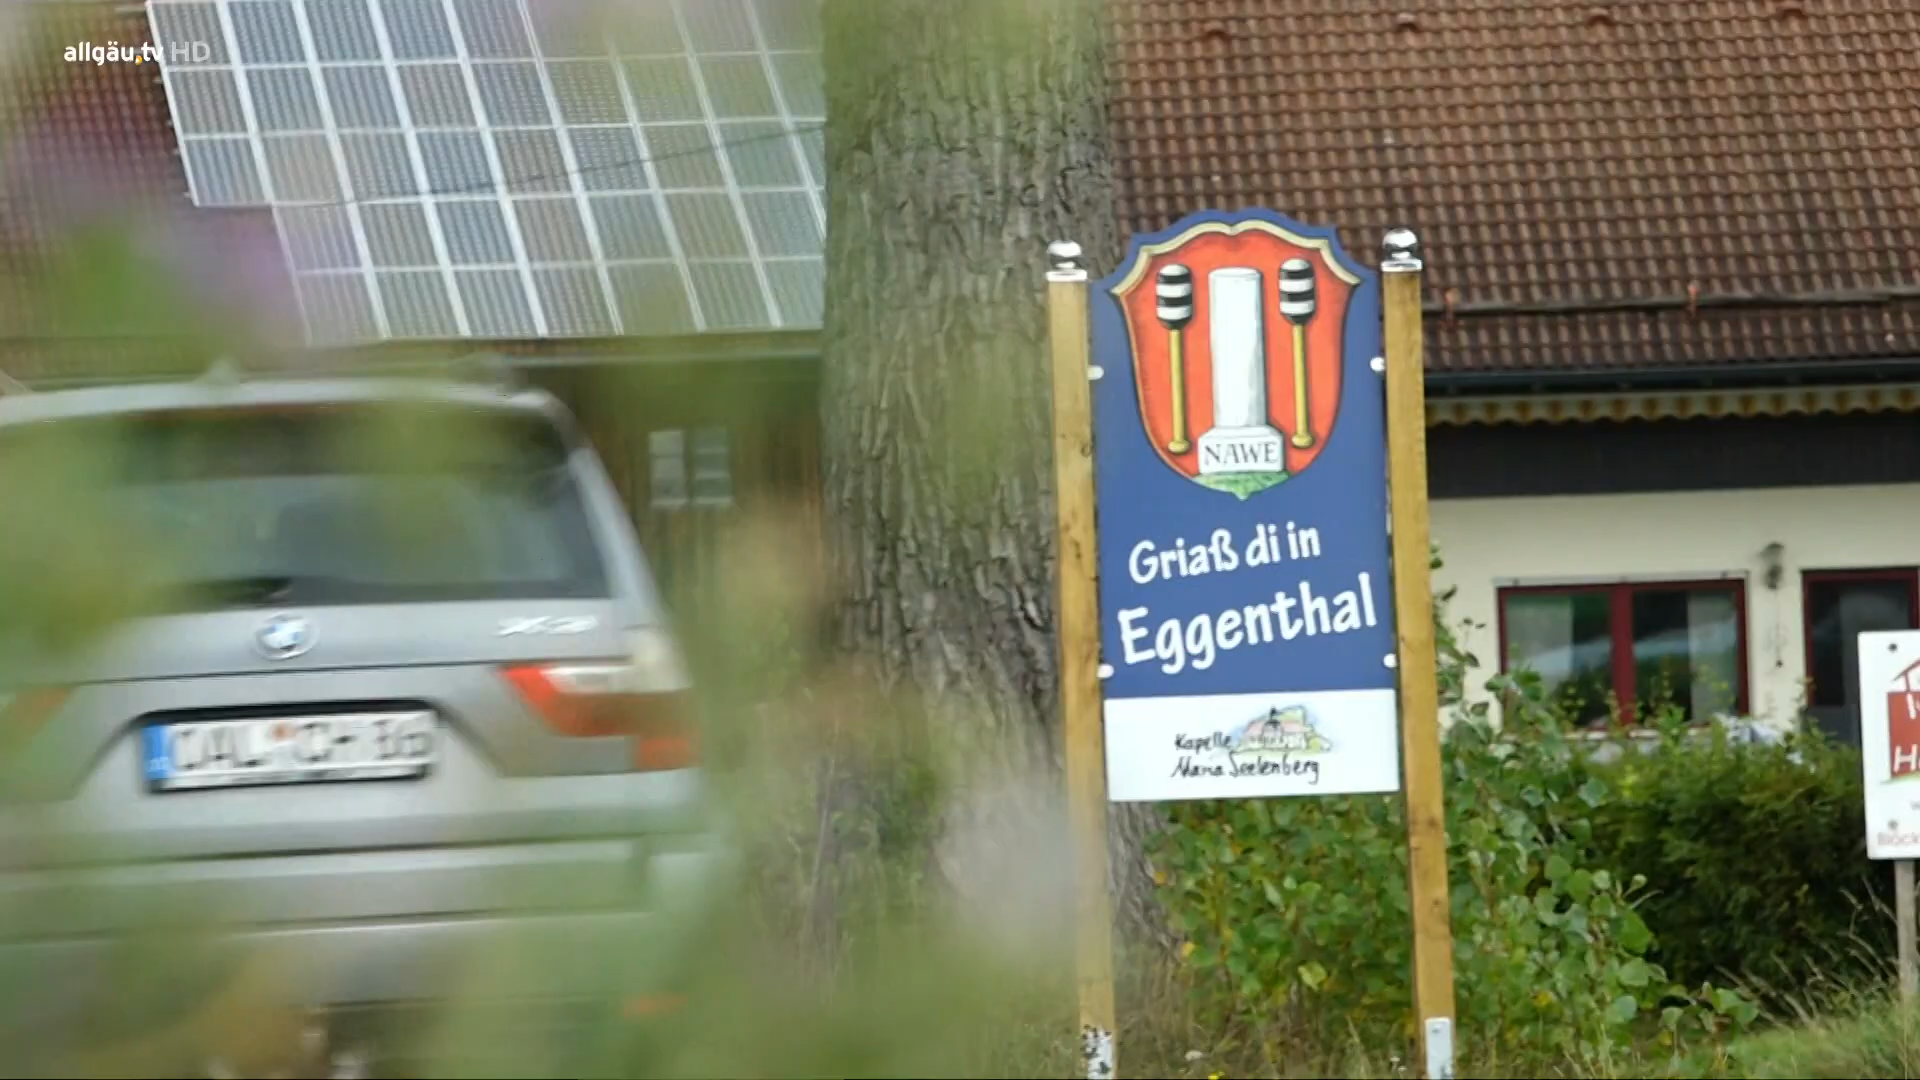 allgäu.tv HD
NAWE
Griaß di in
Eggenthal
Kapelle
Maria Seelenberg